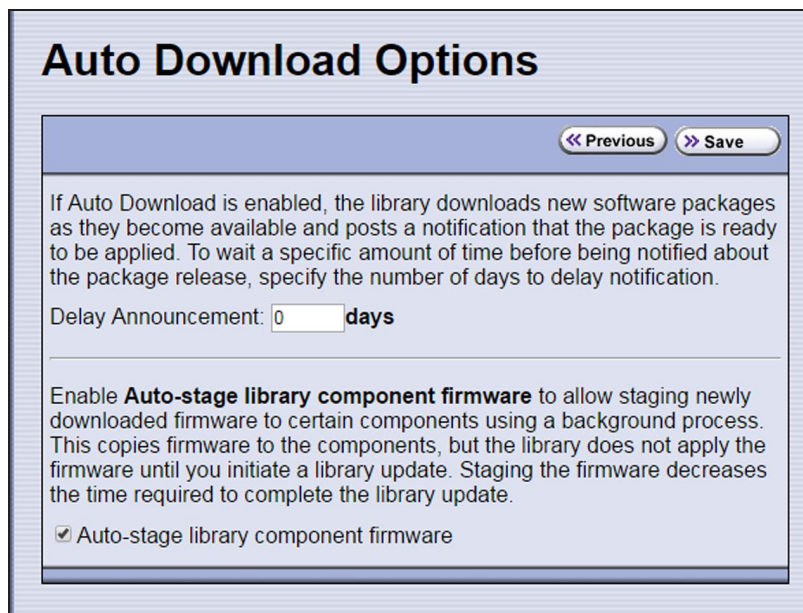 Auto Download Options
Previous
Save
If Auto Download is enabled, the library downloads new software packages
as they become available and posts a notification that the package is ready
to be applied. To wait a specific amount of time before being notified about
the package release, specify the number of days to delay notification.
Delay Announcement: 0 days
Enable Auto-stage library component firmware to allow staging newly
downloaded firmware to certain components using a background process.
This copies firmware to the components, but the library does not apply the
firmware until you initiate a library update. Staging the firmware decreases
the time required to complete the library update.
Auto-stage library component firmware